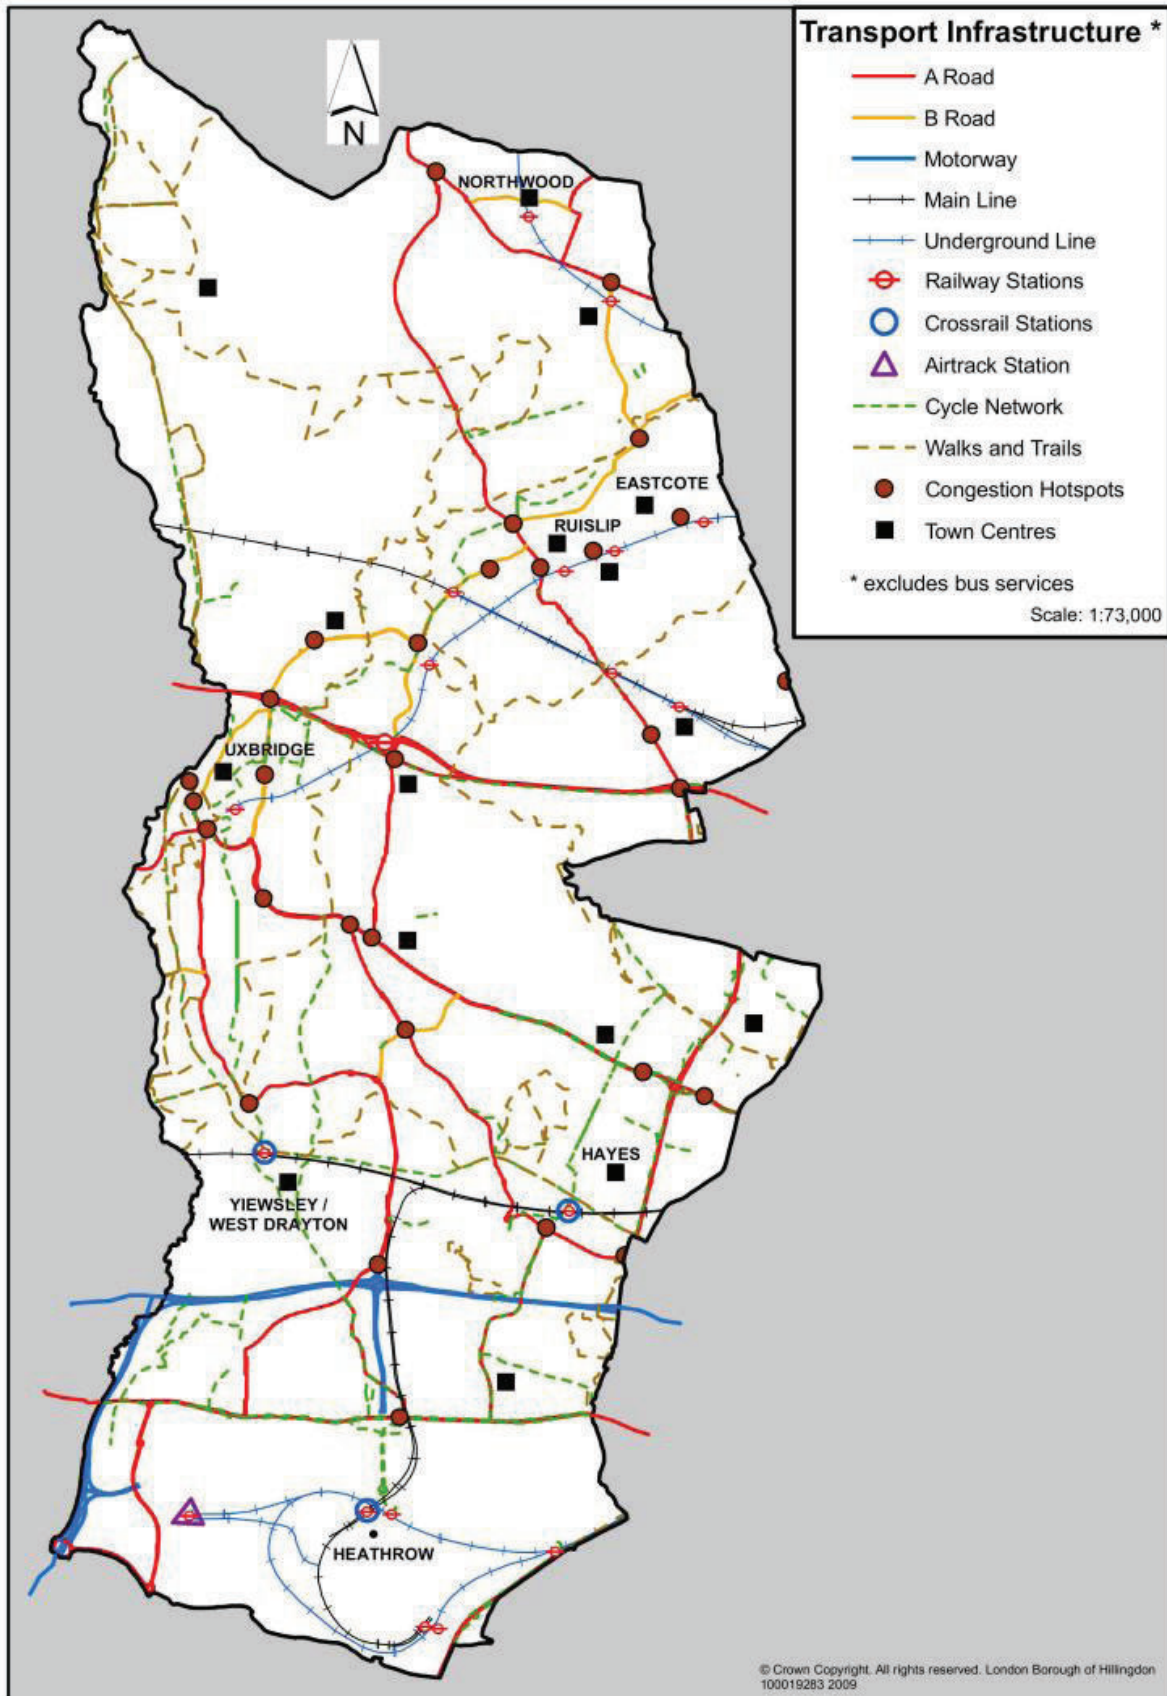 Transport Infrastructure *
A Road
B Road
Motorway
Main Line
Underground Line
Railway Stations
Crossrail Stations
Airtrack Station
Cycle Network
Walks and Trails
Congestion Hotspots
Town Centres
* excludes bus services
Scale: 1:73,000
N
NORTHWOOD
EASTCOTE
RUISLIP
UXBRIDGE
HAYES
YIEWSLEY /
WEST DRAYTON
HEATHROW
© Crown Copyright. All rights reserved. London Borough of Hillingdon
100019283 2009